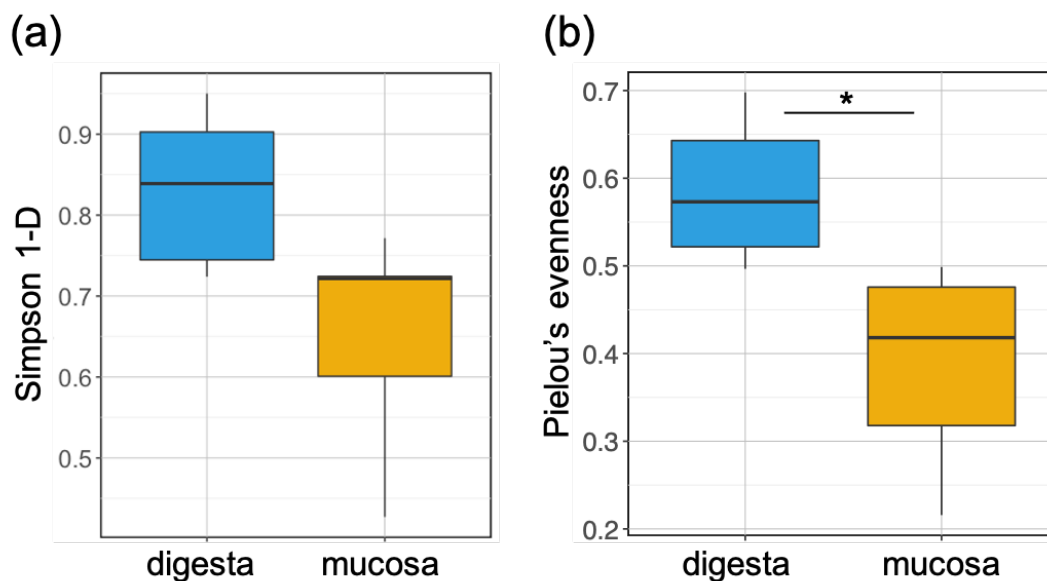 (a)
Simpson 1-D
0.9
0.8
0.7
0.6
0.5
digesta
mucosa
(b)
Pielou's evenness
0.7
0.6
0.5
0.4
0.3
0.2
*
digesta
mucosa